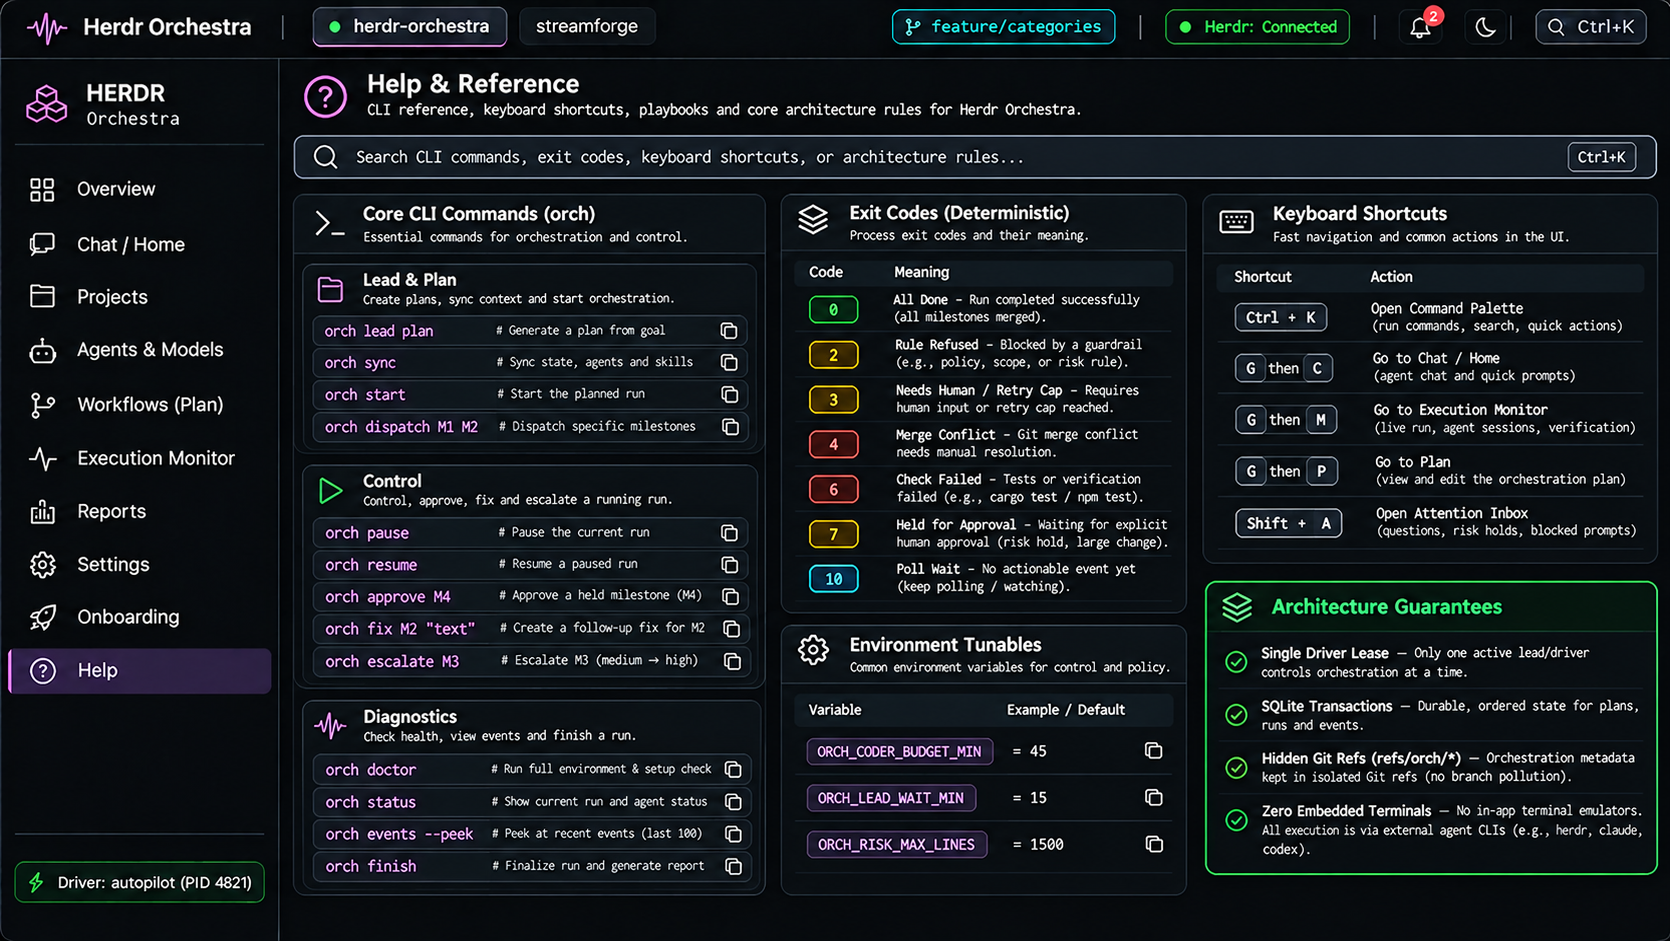 Herdr Orchestra
herdr-orchestra
streamforge
feature/categories
Herdr: Connected
2
Ctrl+K
HERDR
Orchestra
Overview
Chat / Home
Projects
Agents & Models
Workflows (Plan)
Execution Monitor
Reports
Settings
Onboarding
Help
Driver: autopilot (PID 4821)
Help & Reference
CLI reference, keyboard shortcuts, playbooks and core architecture rules for Herdr Orchestra.
Search CLI commands, exit codes, keyboard shortcuts, or architecture rules...
Ctrl+K
Core CLI Commands (orch)
Essential commands for orchestration and control.
Lead & Plan
Create plans, sync context and start orchestration.
orch lead plan # Generate a plan from goal
orch sync # Sync state, agents and skills
orch start # Start the planned run
orch dispatch M1 M2 # Dispatch specific milestones
Control
Control, approve, fix and escalate a running run.
orch pause # Pause the current run
orch resume # Resume a paused run
orch approve M4 # Approve a held milestone (M4)
orch fix M2 "text" # Create a follow-up fix for M2
orch escalate M3 # Escalate M3 (medium → high)
Diagnostics
Check health, view events and finish a run.
orch doctor # Run full environment & setup check
orch status # Show current run and agent status
orch events --peek # Peek at recent events (last 100)
orch finish # Finalize run and generate report
Exit Codes (Deterministic)
Process exit codes and their meaning.
Code Meaning
0 All Done – Run completed successfully
(all milestones merged).
2 Rule Refused – Blocked by a guardrail
(e.g., policy, scope, or risk rule).
3 Needs Human / Retry Cap – Requires
human input or retry cap reached.
4 Merge Conflict – Git merge conflict
needs manual resolution.
6 Check Failed – Tests or verification
failed (e.g., cargo test / npm test).
7 Held for Approval – Waiting for explicit
human approval (risk hold, large change).
10 Poll Wait – No actionable event yet
(keep polling / watching).
Environment Tunables
Common environment variables for control and policy.
Variable Example / Default
ORCH_CODER_BUDGET_MIN = 45
ORCH_LEAD_WAIT_MIN = 15
ORCH_RISK_MAX_LINES = 1500
Keyboard Shortcuts
Fast navigation and common actions in the UI.
Shortcut Action
Ctrl + K Open Command Palette
(run commands, search, quick actions)
G then C Go to Chat / Home
(agent chat and quick prompts)
G then M Go to Execution Monitor
(live run, agent sessions, verification)
G then P Go to Plan
(view and edit the orchestration plan)
Shift + A Open Attention Inbox
(questions, risk holds, blocked prompts)
Architecture Guarantees
Single Driver Lease — Only one active lead/driver
controls orchestration at a time.
SQLite Transactions — Durable, ordered state for plans,
runs and events.
Hidden Git Refs (refs/orch/*) — Orchestration metadata
kept in isolated Git refs (no branch pollution).
Zero Embedded Terminals — No in-app terminal emulators.
All execution is via external agent CLIs (e.g., herdr, claude,
codex).